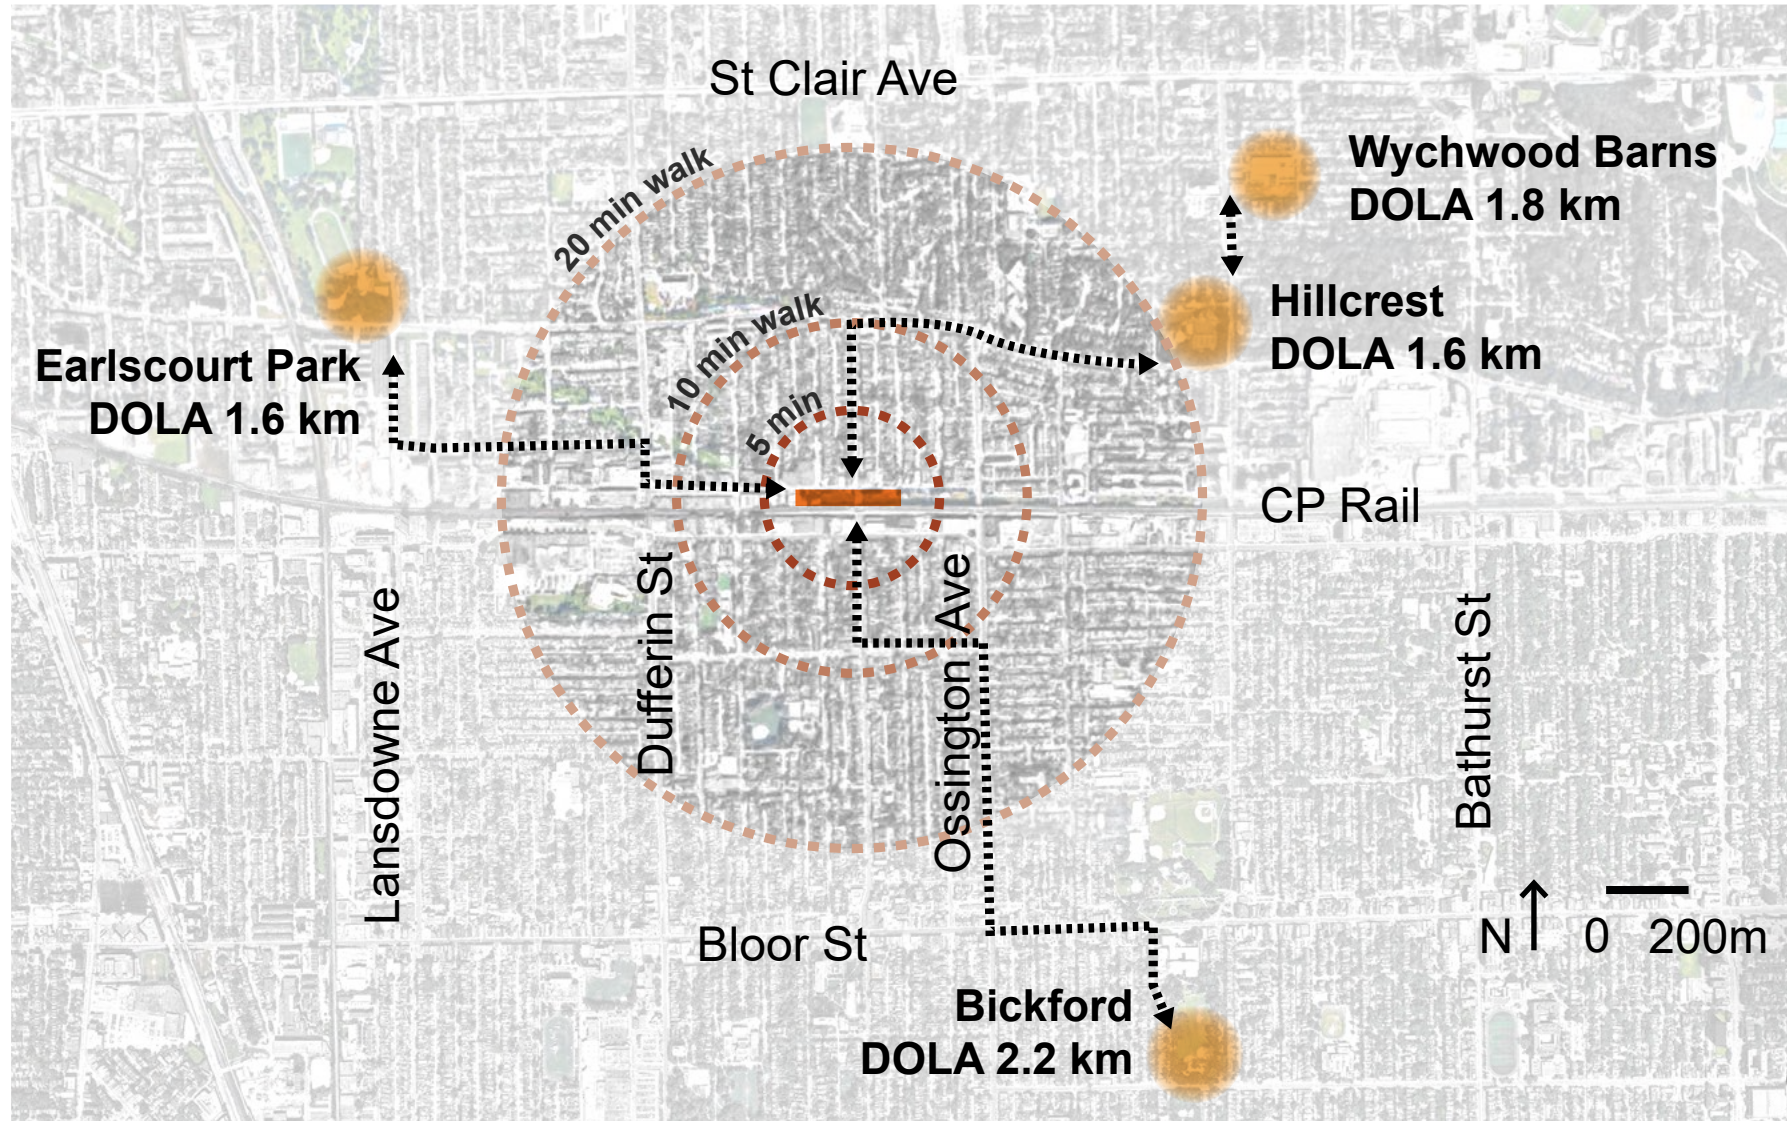 St Clair Ave
20 min walk
Wychwood Barns
DOLA 1.8 km
10 min walk
Hillcrest
DOLA 1.6 km
Earlscourt Park
DOLA 1.6 km
5 min
CP Rail
Lansdowne Ave
Dufferin St
Ossington Ave
Bathurst St
Bloor St
N
0 200m
Bickford
DOLA 2.2 km